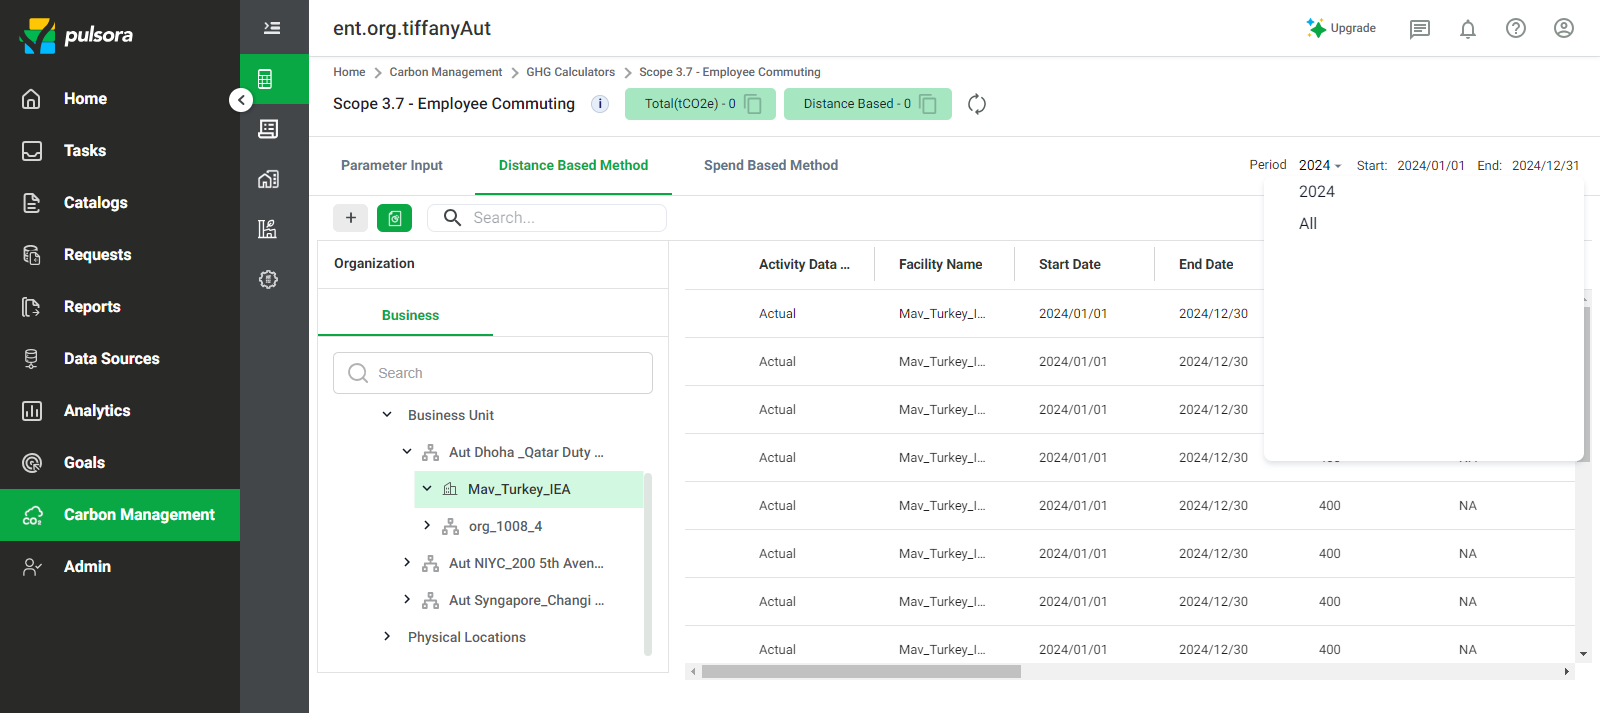 pulsora
Home
Tasks
Catalogs
Requests
Reports
Data Sources
Analytics
Goals
Carbon Management
Admin
ent.org.tiffanyAut
Upgrade
Home > Carbon Management > GHG Calculators > Scope 3.7 - Employee Commuting
Scope 3.7 - Employee Commuting
i
Total(tCO2e) - 0
Distance Based - 0
Parameter Input
Distance Based Method
Spend Based Method
Period 2024 Start: 2024/01/01 End: 2024/12/31
2024
All
+
Search...
Organization
Business
Search
Business Unit
Aut Dhoha _Qatar Duty ...
Mav_Turkey_IEA
org_1008_4
Aut NIYC_200 5th Aven...
Aut Syngapore_Changi ...
Physical Locations
Activity Data ... Facility Name Start Date End Date
Actual Mav_Turkey_I... 2024/01/01 2024/12/30
Actual Mav_Turkey_I... 2024/01/01 2024/12/30
Actual Mav_Turkey_I... 2024/01/01 2024/12/30
Actual Mav_Turkey_I... 2024/01/01 2024/12/30
Actual Mav_Turkey_I... 2024/01/01 2024/12/30 400 NA
Actual Mav_Turkey_I... 2024/01/01 2024/12/30 400 NA
Actual Mav_Turkey_I... 2024/01/01 2024/12/30 400 NA
Actual Mav_Turkey_I... 2024/01/01 2024/12/30 400 NA